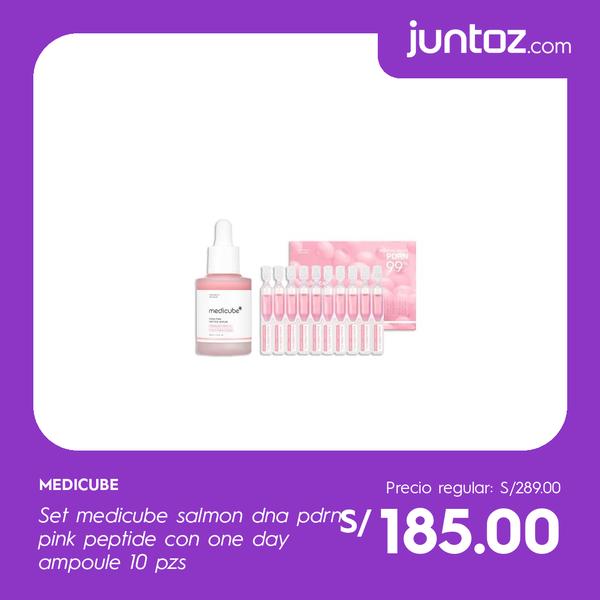 juntoz.com
PDRN
99
medicube
MEDICUBE
Precio regular: S/289.00
Set medicube salmon dna pdrn
pink peptide con one day
ampoule 10 pzs
S/185.00